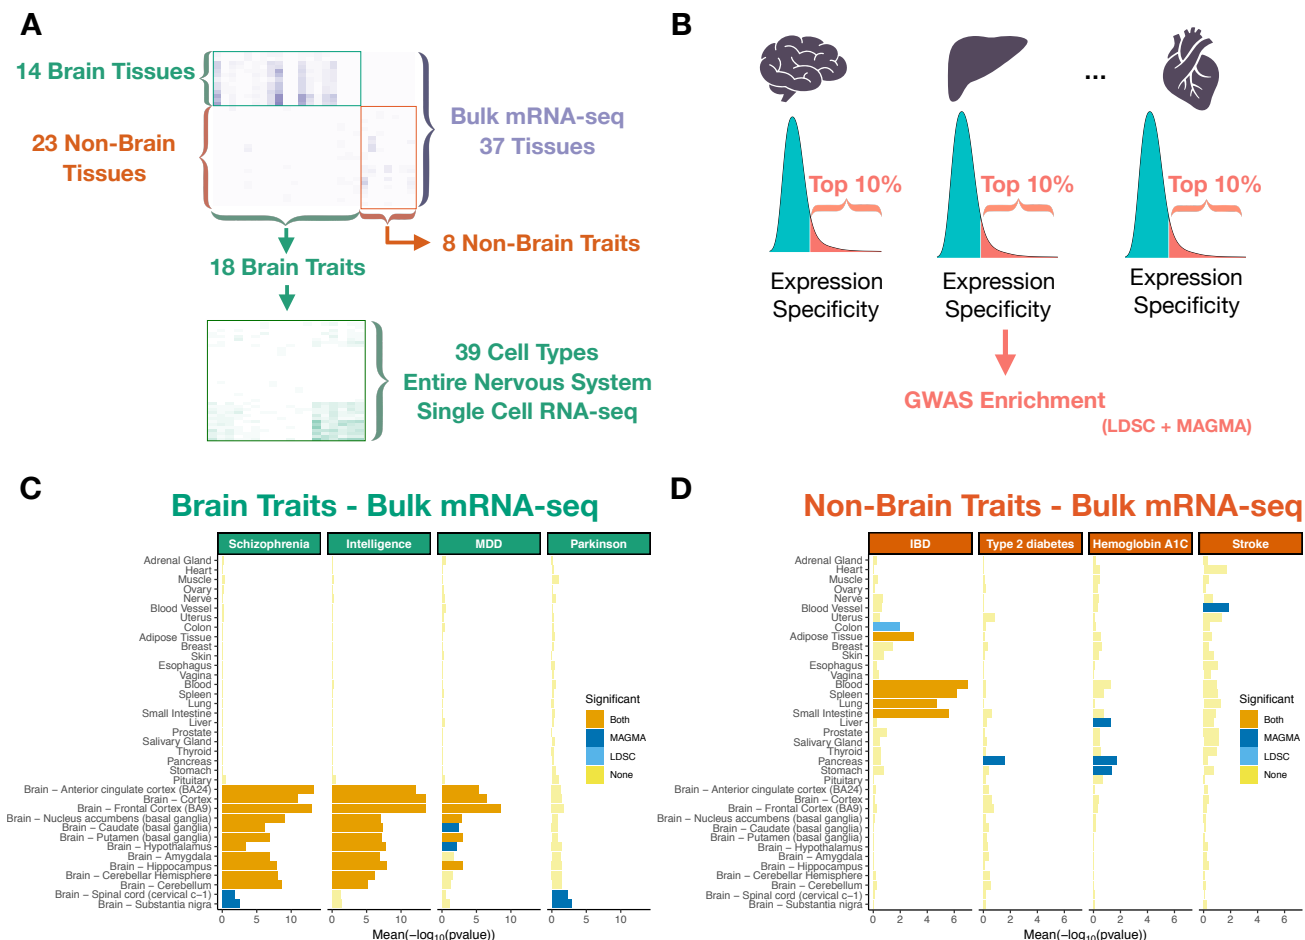 A
14 Brain Tissues
23 Non-Brain
Tissues
Bulk mRNA-seq
37 Tissues
8 Non-Brain Traits
18 Brain Traits
39 Cell Types
Entire Nervous System
Single Cell RNA-seq
B
...
Top 10%
Top 10%
Top 10%
Expression
Specificity
Expression
Specificity
Expression
Specificity
GWAS Enrichment
(LDSC + MAGMA)
C
Brain Traits - Bulk mRNA-seq
Schizophrenia
Intelligence
MDD
Parkinson
Adrenal Gland
Heart
Muscle
Ovary
Nerve
Blood Vessel
Uterus
Colon
Adipose Tissue
Breast
Skin
Esophagus
Vagina
Blood
Spleen
Lung
Small Intestine
Liver
Prostate
Salivary Gland
Thyroid
Pancreas
Stomach
Pituitary
Brain – Anterior cingulate cortex (BA24)
Brain – Cortex
Brain – Frontal Cortex (BA9)
Brain – Nucleus accumbens (basal ganglia)
Brain – Caudate (basal ganglia)
Brain – Putamen (basal ganglia)
Brain – Hypothalamus
Brain – Amygdala
Brain – Hippocampus
Brain – Cerebellar Hemisphere
Brain – Cerebellum
Brain – Spinal cord (cervical c–1)
Brain – Substantia nigra
0 5 10 0 5 10 0 5 10 0 5 10
Mean(−log10(pvalue))
Significant
Both
MAGMA
LDSC
None
D
Non-Brain Traits - Bulk mRNA-seq
IBD
Type 2 diabetes
Hemoglobin A1C
Stroke
Adrenal Gland
Heart
Muscle
Ovary
Nerve
Blood Vessel
Uterus
Colon
Adipose Tissue
Breast
Skin
Esophagus
Vagina
Blood
Spleen
Lung
Small Intestine
Liver
Prostate
Salivary Gland
Thyroid
Pancreas
Stomach
Pituitary
Brain – Anterior cingulate cortex (BA24)
Brain – Cortex
Brain – Frontal Cortex (BA9)
Brain – Nucleus accumbens (basal ganglia)
Brain – Caudate (basal ganglia)
Brain – Putamen (basal ganglia)
Brain – Hypothalamus
Brain – Amygdala
Brain – Hippocampus
Brain – Cerebellar Hemisphere
Brain – Cerebellum
Brain – Spinal cord (cervical c–1)
Brain – Substantia nigra
0 2 4 6 0 2 4 6 0 2 4 6 0 2 4 6
Mean(−log10(pvalue))
Significant
Both
MAGMA
LDSC
None